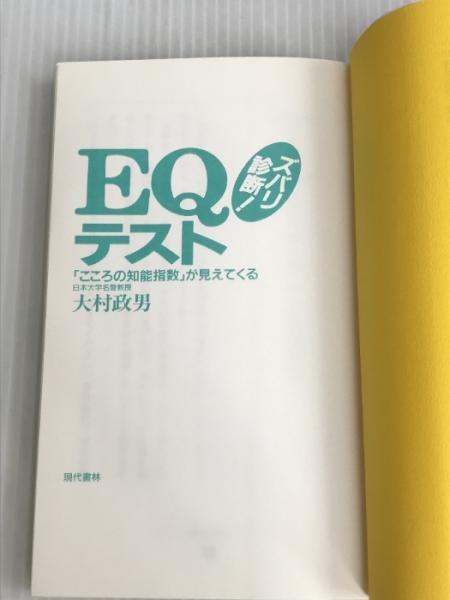 ズバリ
診断!
EQ
テスト
「こころの知能指数」が見えてくる
日本大学名誉教授
大村政男
現代書林